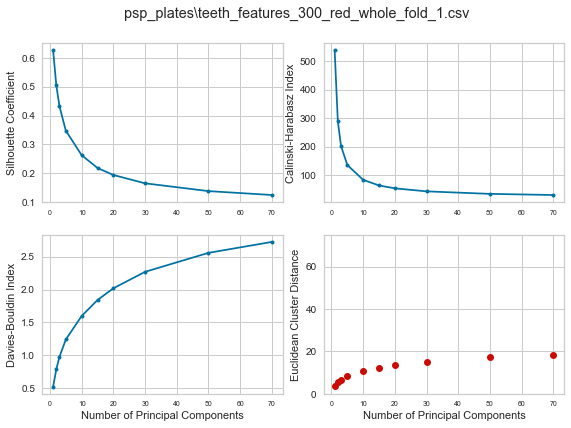 psp_plates\teeth_features_300_red_whole_fold_1.csv
Silhouette Coefficient
0.6
0.5
0.4
0.3
0.2
0.1
0 10 20 30 40 50 60 70
Calinski-Harabasz Index
500
400
300
200
100
0 10 20 30 40 50 60 70
Davies-Bouldin Index
2.5
2.0
1.5
1.0
0.5
0 10 20 30 40 50 60 70
Number of Principal Components
Euclidean Cluster Distance
60
40
20
0
0 10 20 30 40 50 60 70
Number of Principal Components